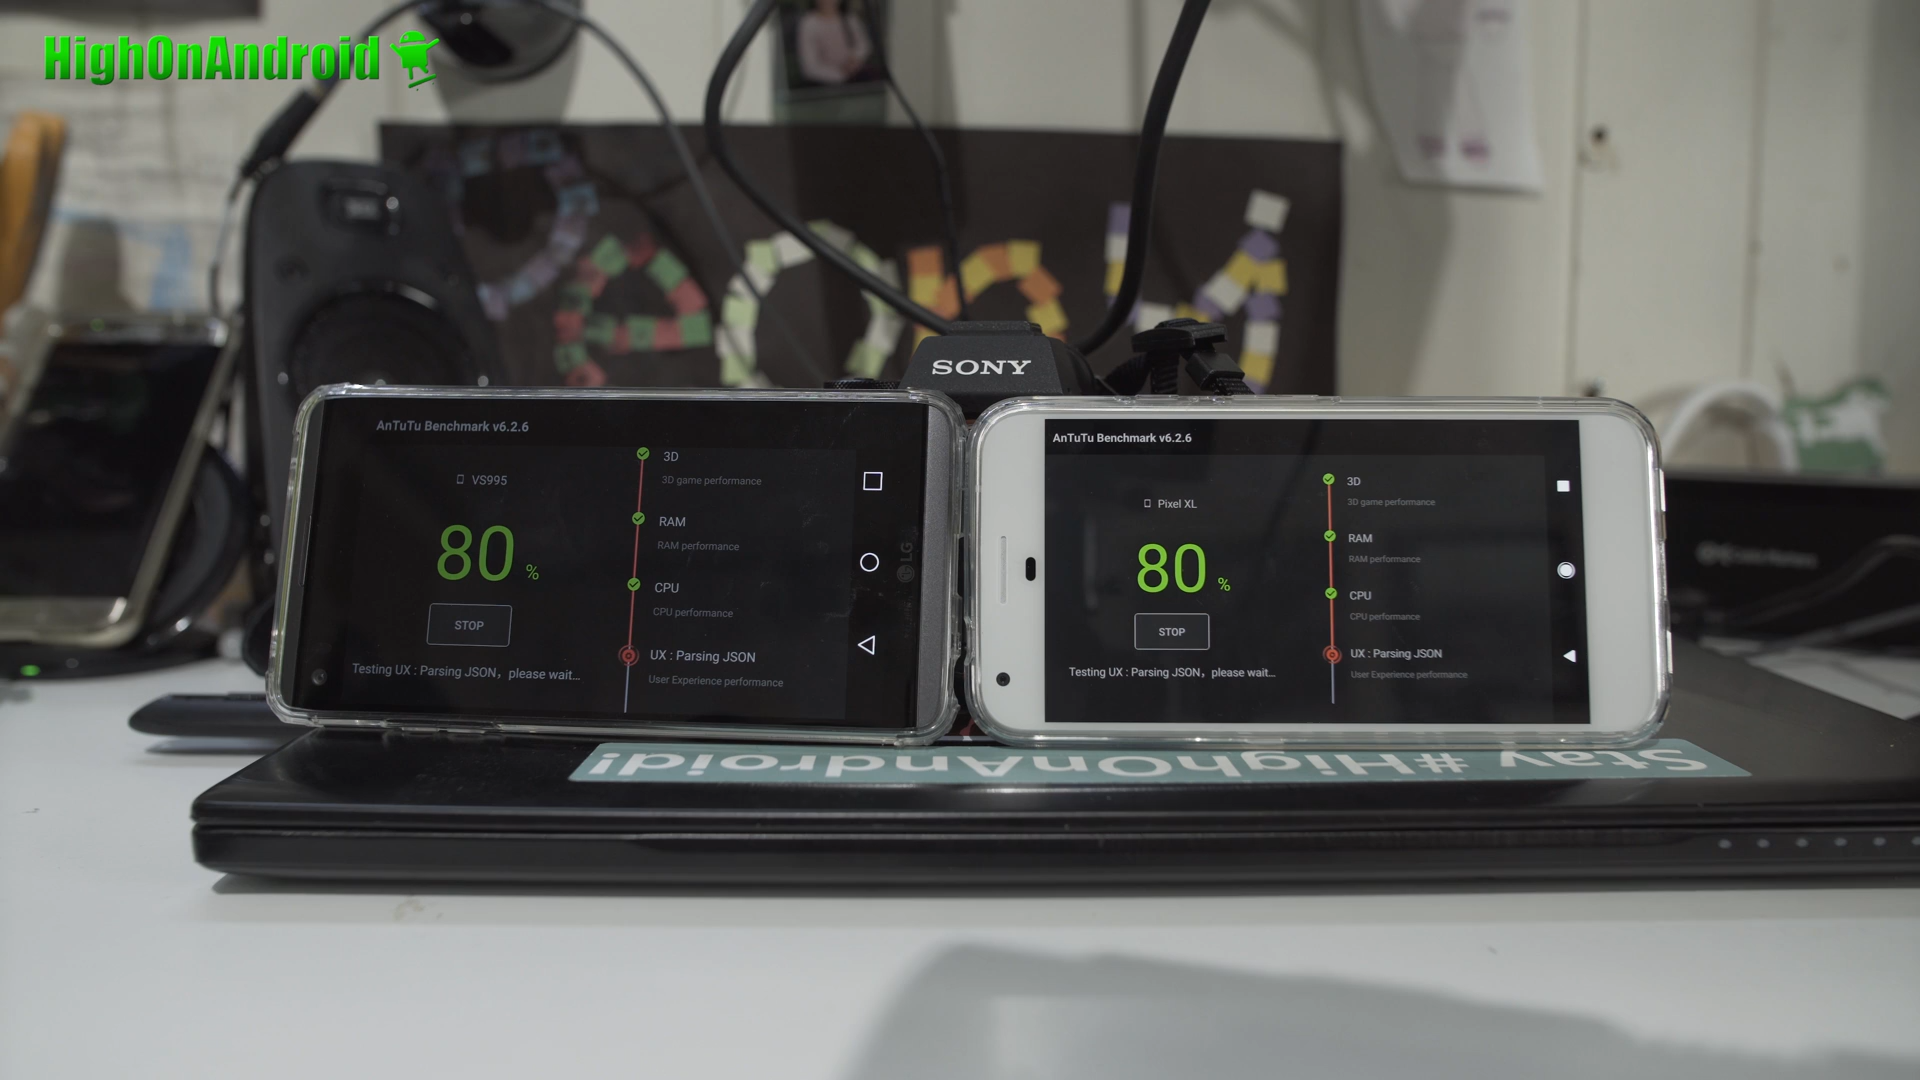 HighOnAndroid
SONY
AnTuTu Benchmark v6.2.6
VS995
80 %
STOP
Testing UX : Parsing JSON, please wait...
3D
3D game performance
RAM
RAM performance
CPU
CPU performance
UX : Parsing JSON
User Experience performance
LG
AnTuTu Benchmark v6.2.6
Pixel XL
80 %
STOP
Testing UX : Parsing JSON, please wait...
3D
3D game performance
RAM
RAM performance
CPU
CPU performance
UX : Parsing JSON
User Experience performance
Stay #HighOnAndroid!